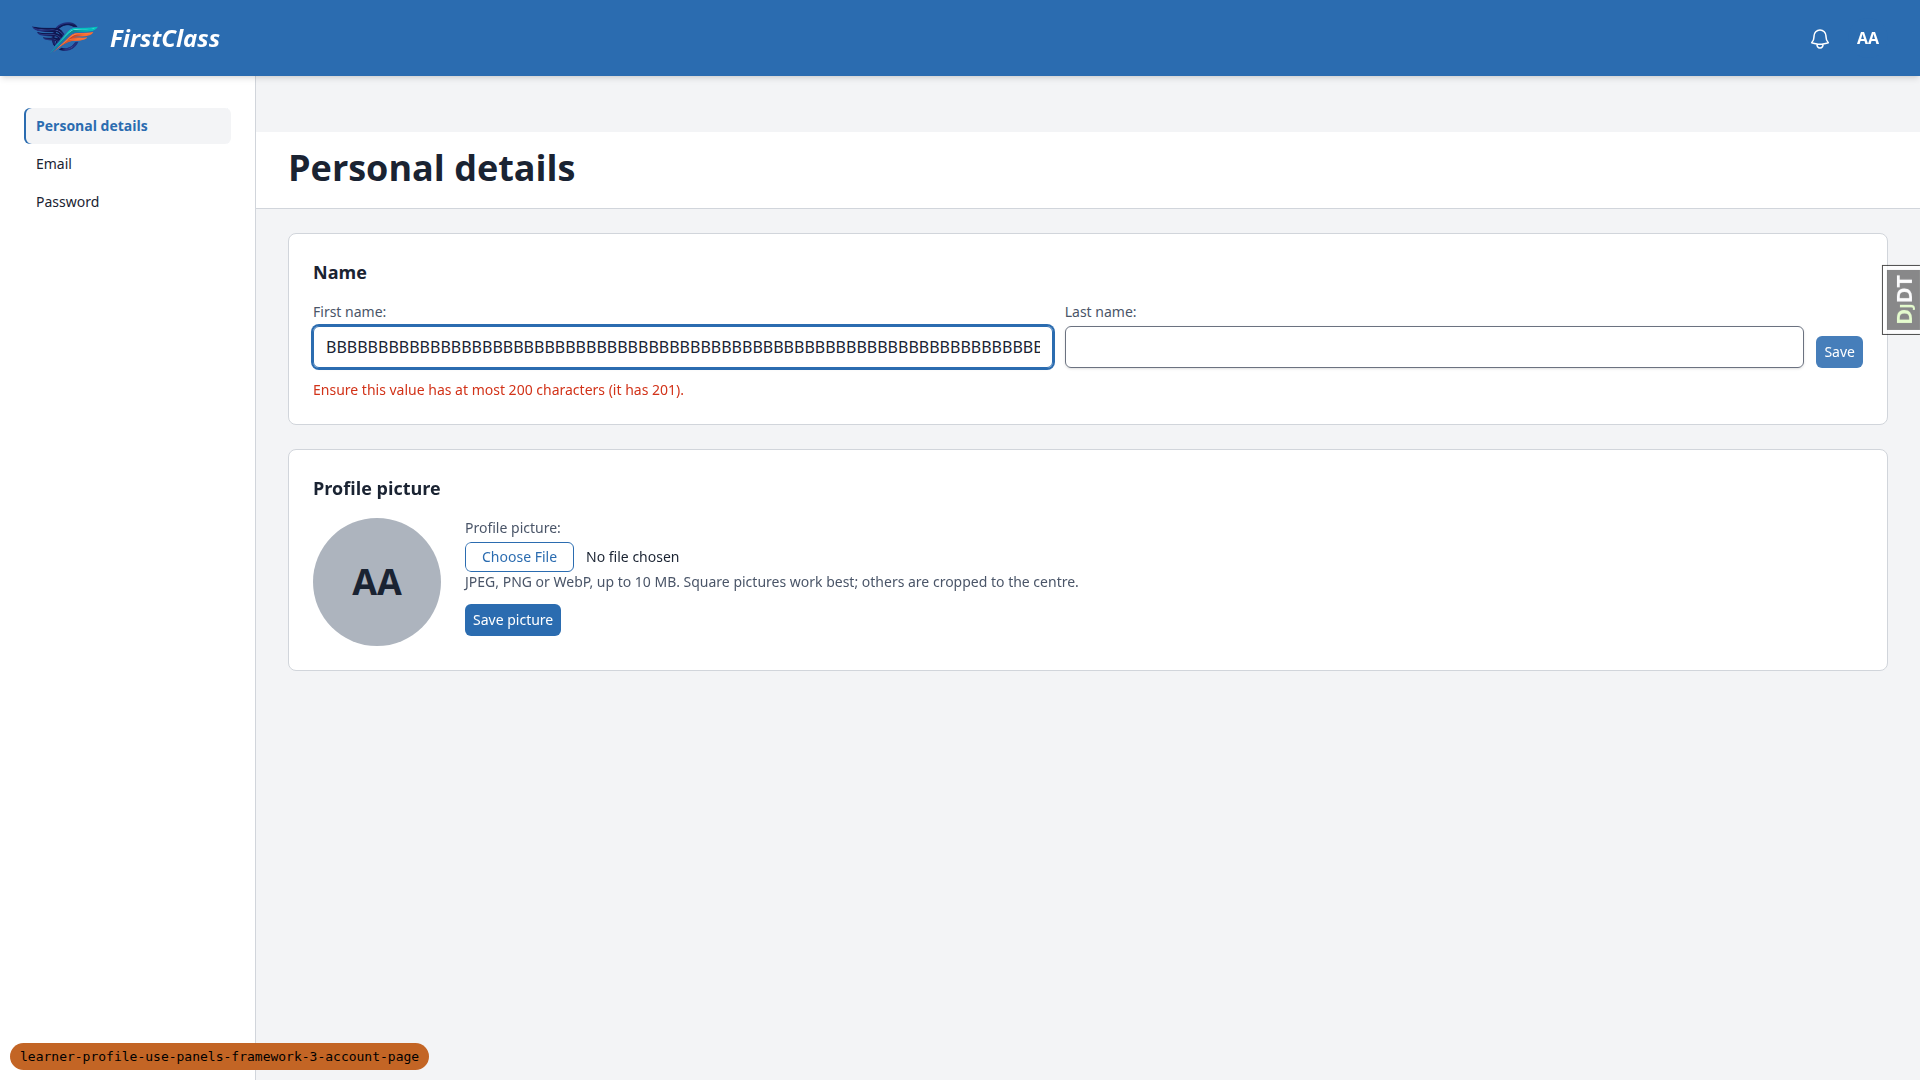 FirstClass
AA
Personal details
Email
Password
Personal details
Name
First name:
Last name:
Save
Ensure this value has at most 200 characters (it has 201).
Profile picture
AA
Profile picture:
Choose File No file chosen
JPEG, PNG or WebP, up to 10 MB. Square pictures work best; others are cropped to the centre.
Save picture
DjDT
learner-profile-use-panels-framework-3-account-page